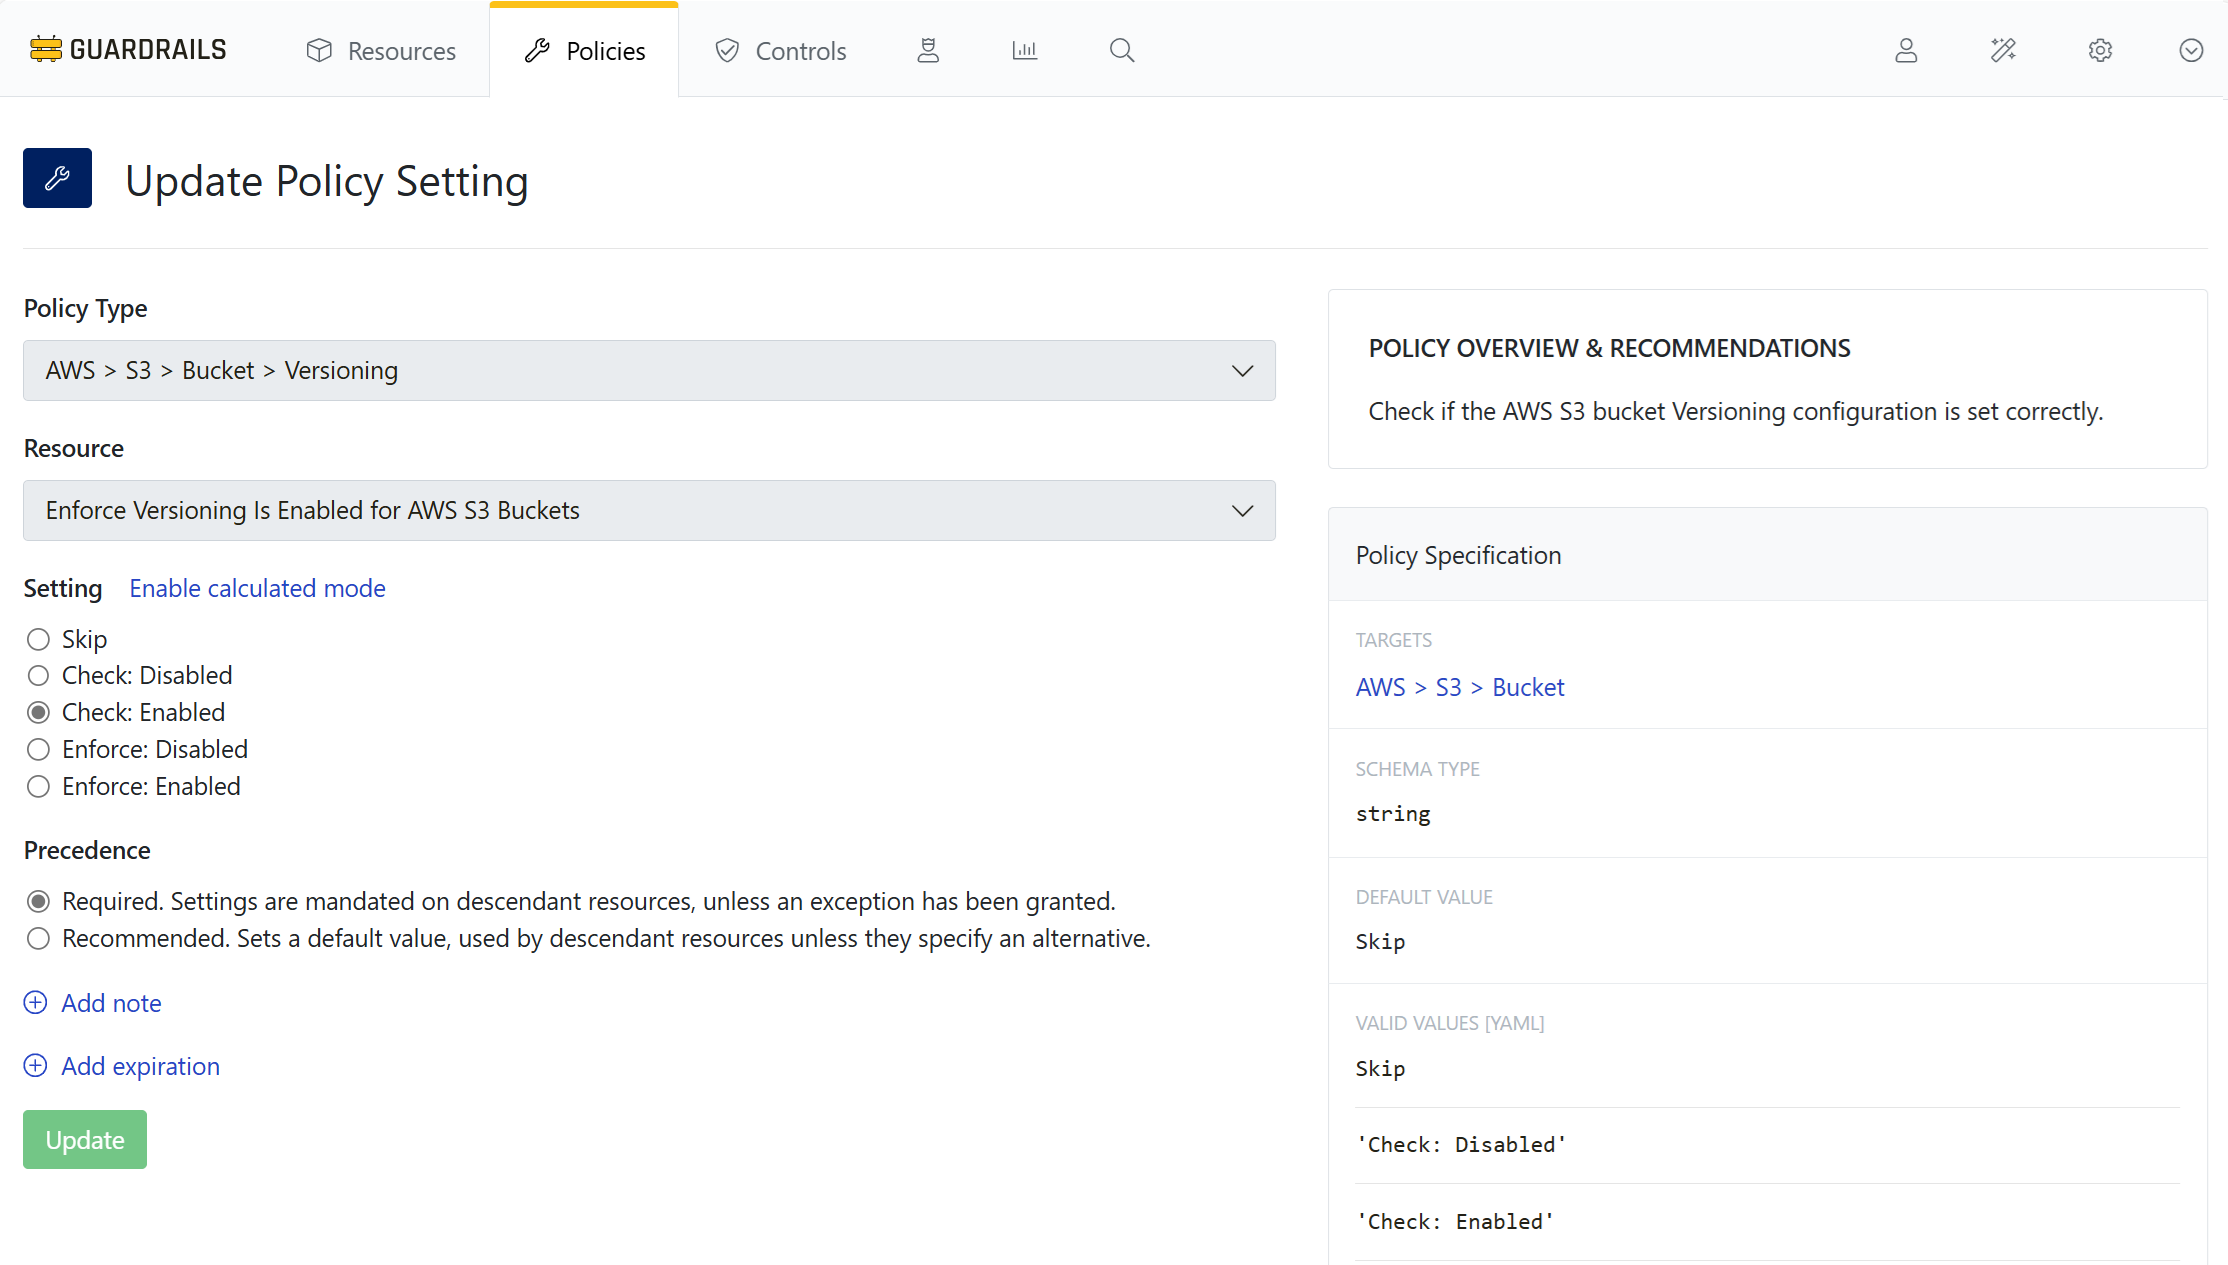 GUARDRAILS
Resources
Policies
Controls
Update Policy Setting
Policy Type
AWS > S3 > Bucket > Versioning
Resource
Enforce Versioning Is Enabled for AWS S3 Buckets
Setting Enable calculated mode
Skip
Check: Disabled
Check: Enabled
Enforce: Disabled
Enforce: Enabled
Precedence
Required. Settings are mandated on descendant resources, unless an exception has been granted.
Recommended. Sets a default value, used by descendant resources unless they specify an alternative.
Add note
Add expiration
Update
POLICY OVERVIEW & RECOMMENDATIONS
Check if the AWS S3 bucket Versioning configuration is set correctly.
Policy Specification
TARGETS
AWS > S3 > Bucket
SCHEMA TYPE
string
DEFAULT VALUE
Skip
VALID VALUES [YAML]
Skip
'Check: Disabled'
'Check: Enabled'